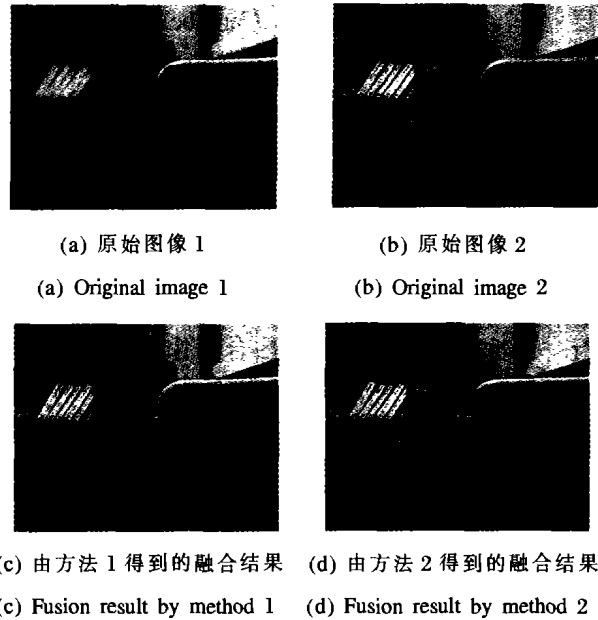 (a) 原始图像 1 (b) 原始图像 2
(a) Original image 1 (b) Original image 2
(c) 由方法 1 得到的融合结果 (d) 由方法 2 得到的融合结果
(c) Fusion result by method 1 (d) Fusion result by method 2